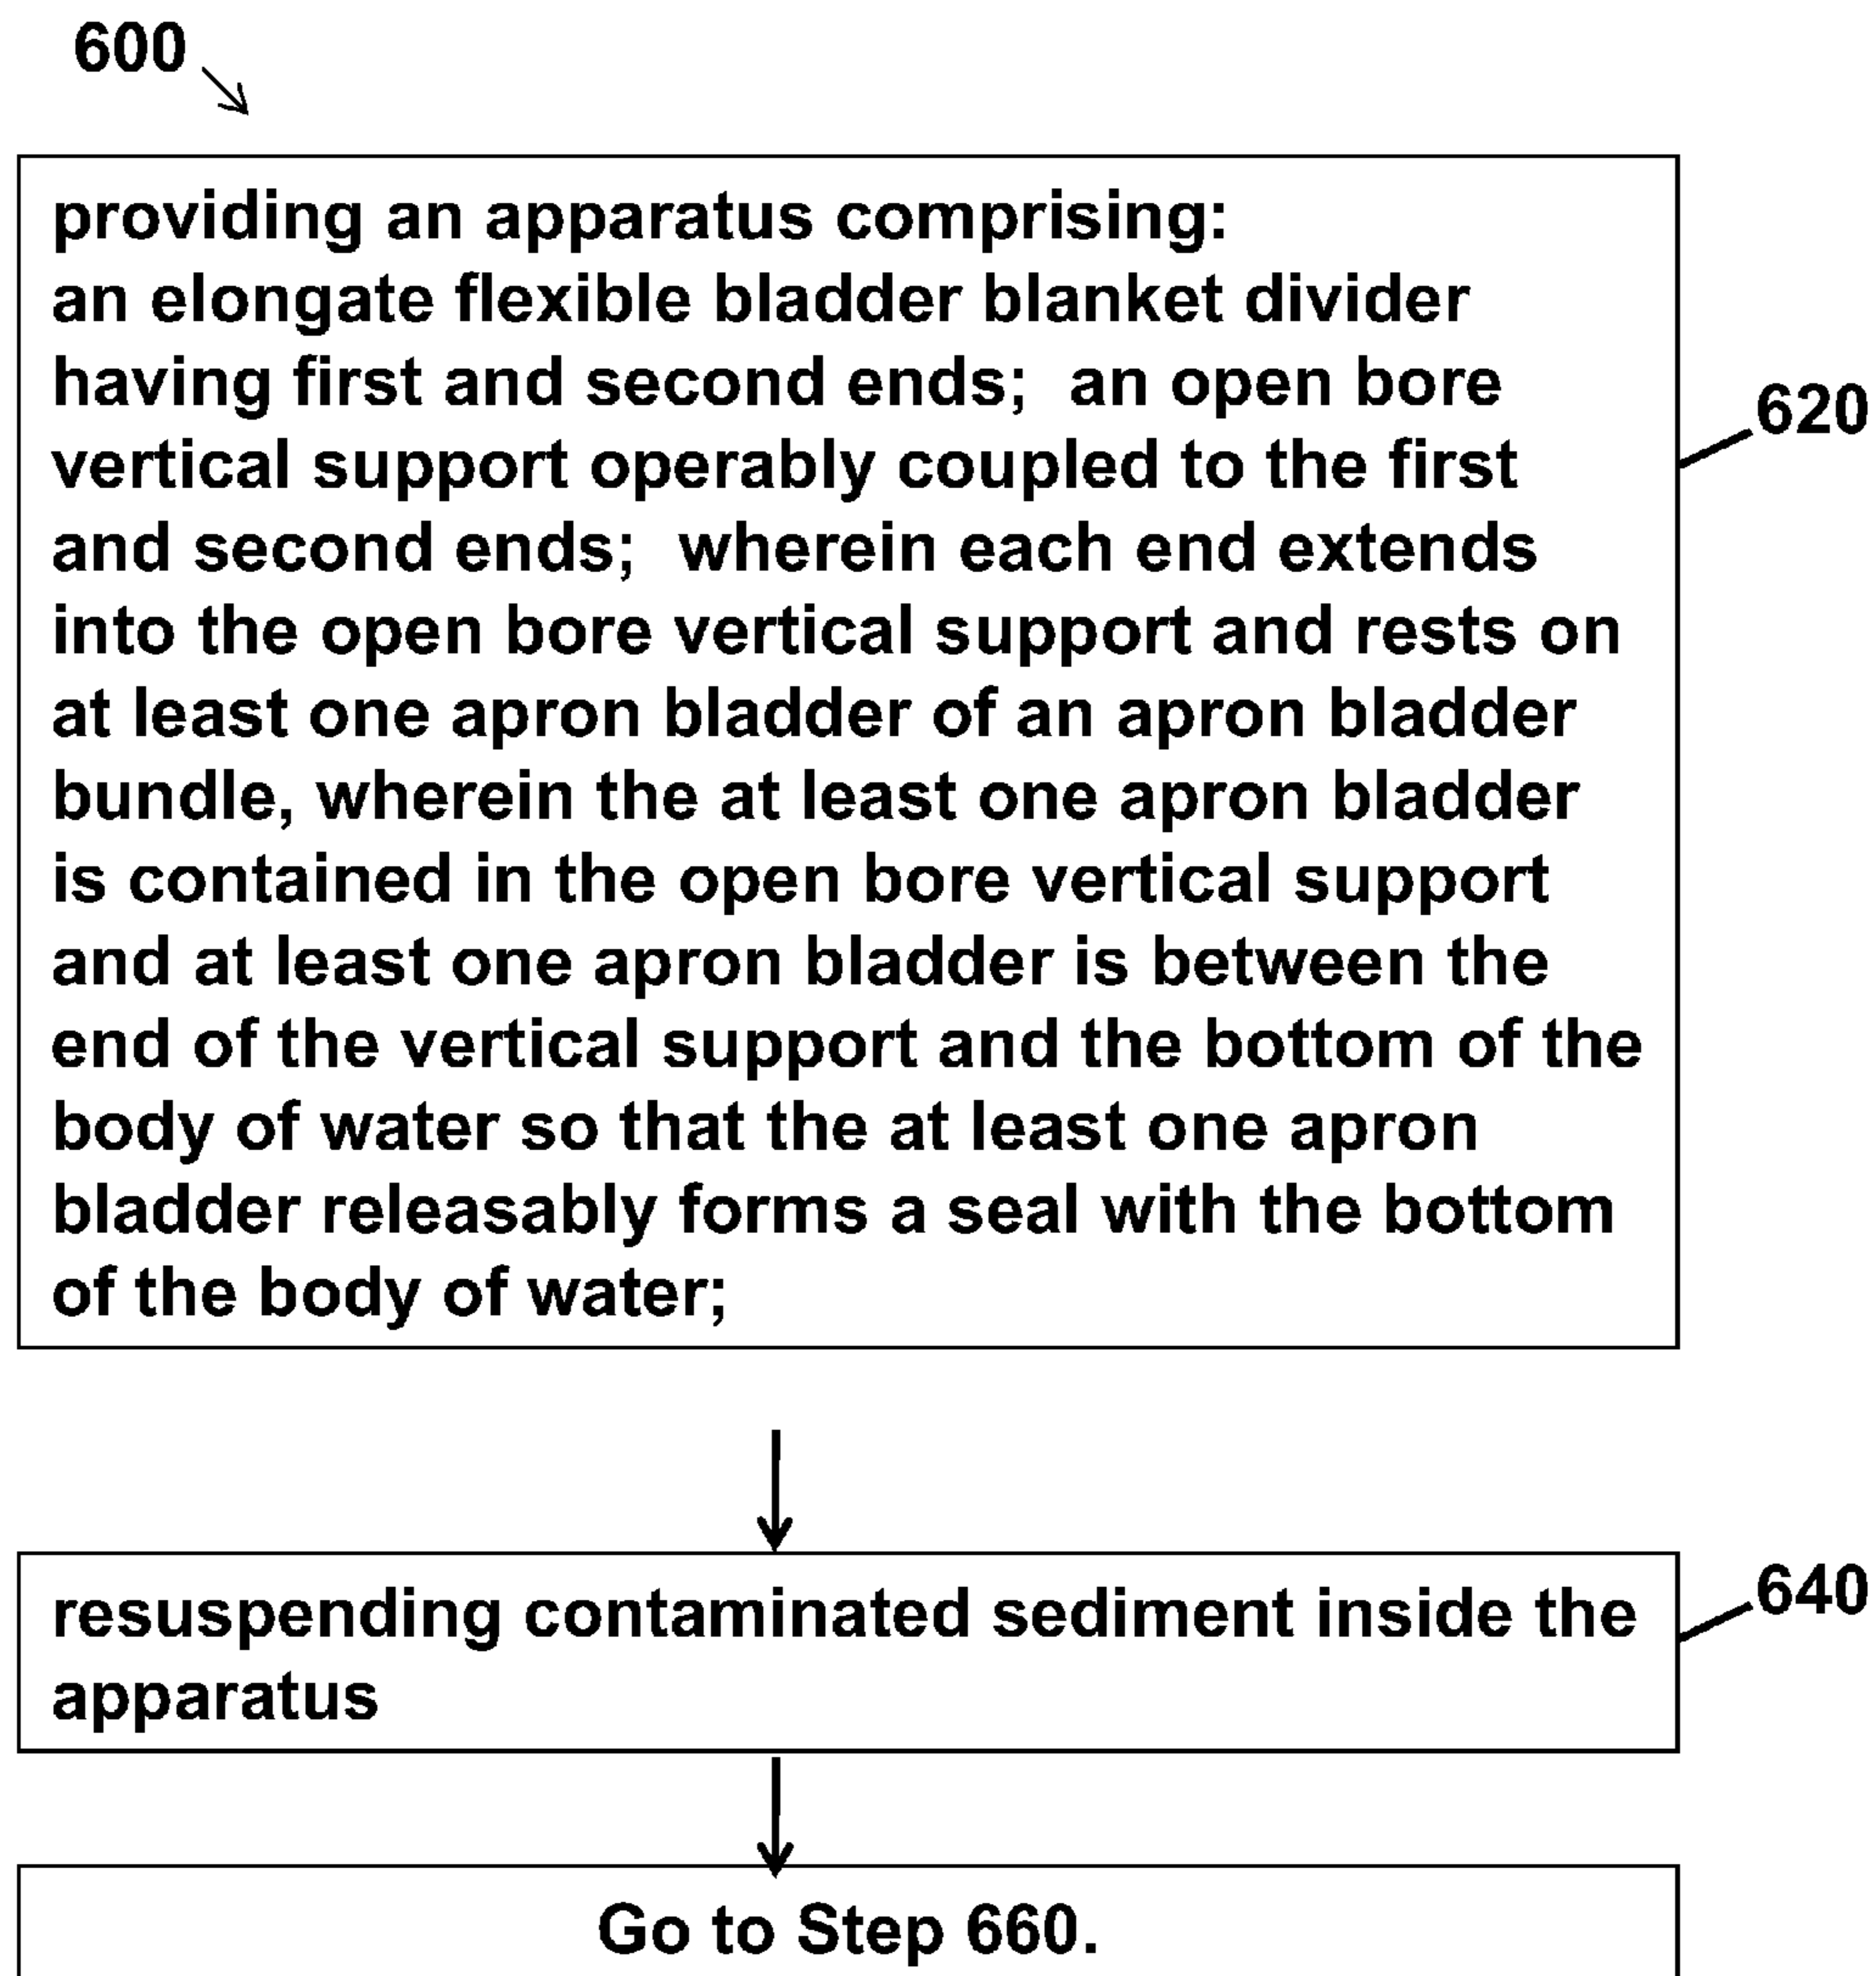 600
providing an apparatus comprising:
an elongate flexible bladder blanket divider
having first and second ends; an open bore
620
vertical support operably coupled to the first
and second ends; wherein each end extends
into the open bore vertical support and rests on
at least one apron bladder of an apron bladder
bundle, wherein the at least one apron bladder
is contained in the open bore vertical support
and at least one apron bladder is between the
end of the vertical support and the bottom of the
body of water so that the at least one apron
bladder releasably forms a seal with the bottom
of the body of water;
640
resuspending contaminated sediment inside the
apparatus
Go to Step 660.